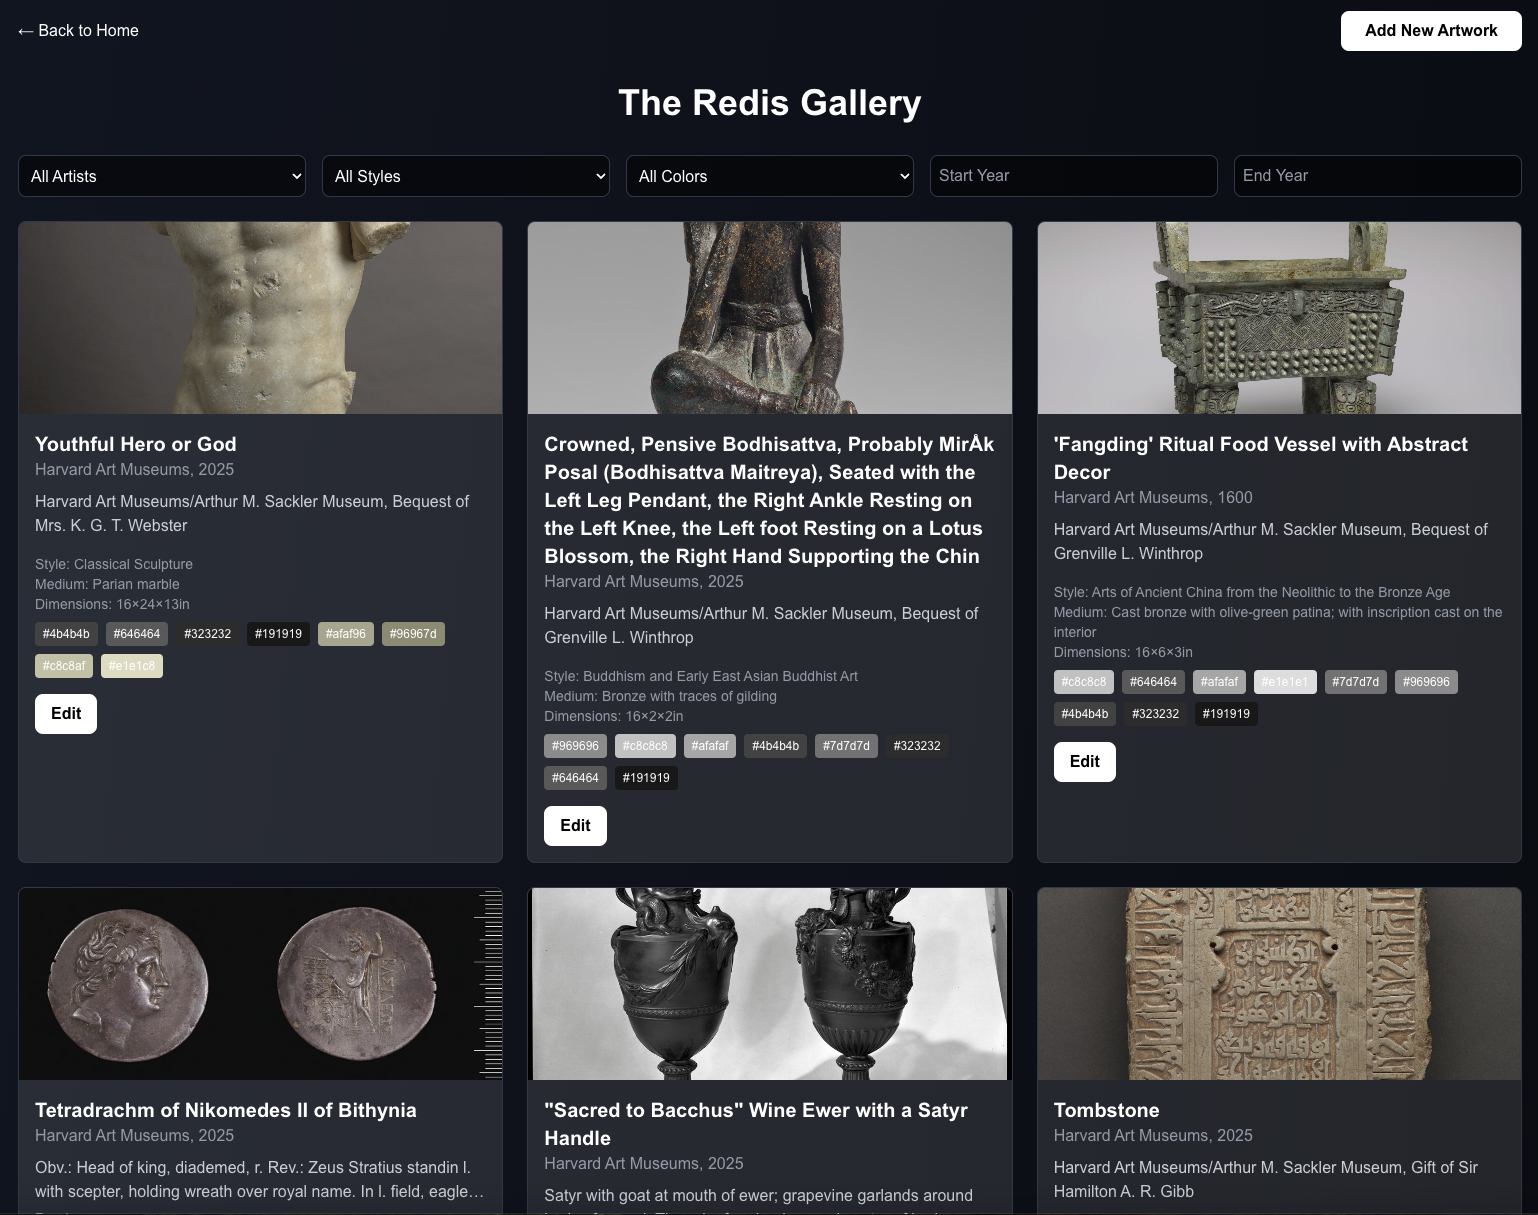 ← Back to Home
Add New Artwork
The Redis Gallery
All Artists
All Styles
All Colors
Start Year
End Year
Youthful Hero or God
Harvard Art Museums, 2025
Harvard Art Museums/Arthur M. Sackler Museum, Bequest of
Mrs. K. G. T. Webster
Style: Classical Sculpture
Medium: Parian marble
Dimensions: 16×24×13in
#4b4b4b #646464 #323232 #191919 #afaf96 #96967d
#c8c8af #e1e1c8
Edit
Crowned, Pensive Bodhisattva, Probably MirÅk
Posal (Bodhisattva Maitreya), Seated with the
Left Leg Pendant, the Right Ankle Resting on
the Left Knee, the Left foot Resting on a Lotus
Blossom, the Right Hand Supporting the Chin
Harvard Art Museums, 2025
Harvard Art Museums/Arthur M. Sackler Museum, Bequest of
Grenville L. Winthrop
Style: Buddhism and Early East Asian Buddhist Art
Medium: Bronze with traces of gilding
Dimensions: 16×2×2in
#969696 #c8c8c8 #afafaf #4b4b4b #7d7d7d #323232
#646464 #191919
Edit
'Fangding' Ritual Food Vessel with Abstract
Decor
Harvard Art Museums, 1600
Harvard Art Museums/Arthur M. Sackler Museum, Bequest of
Grenville L. Winthrop
Style: Arts of Ancient China from the Neolithic to the Bronze Age
Medium: Cast bronze with olive-green patina; with inscription cast on the
interior
Dimensions: 16×6×3in
#c8c8c8 #646464 #afafaf #e1e1e1 #7d7d7d #969696
#4b4b4b #323232 #191919
Edit
Tetradrachm of Nikomedes II of Bithynia
Harvard Art Museums, 2025
Obv.: Head of king, diademed, r. Rev.: Zeus Stratius standin l.
with scepter, holding wreath over royal name. In l. field, eagle…
"Sacred to Bacchus" Wine Ewer with a Satyr
Handle
Harvard Art Museums, 2025
Satyr with goat at mouth of ewer; grapevine garlands around
Tombstone
Harvard Art Museums, 2025
Harvard Art Museums/Arthur M. Sackler Museum, Gift of Sir
Hamilton A. R. Gibb